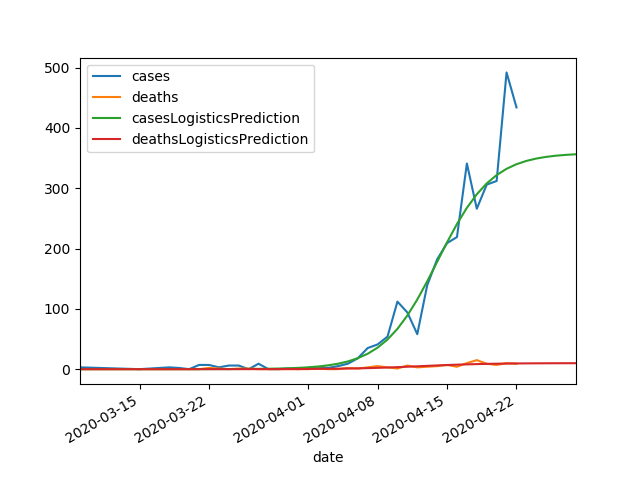 cases
deaths
casesLogisticsPrediction
deathsLogisticsPrediction
500
400
300
200
100
0
2020-03-15
2020-03-22
2020-04-01
2020-04-08
2020-04-15
2020-04-22
date